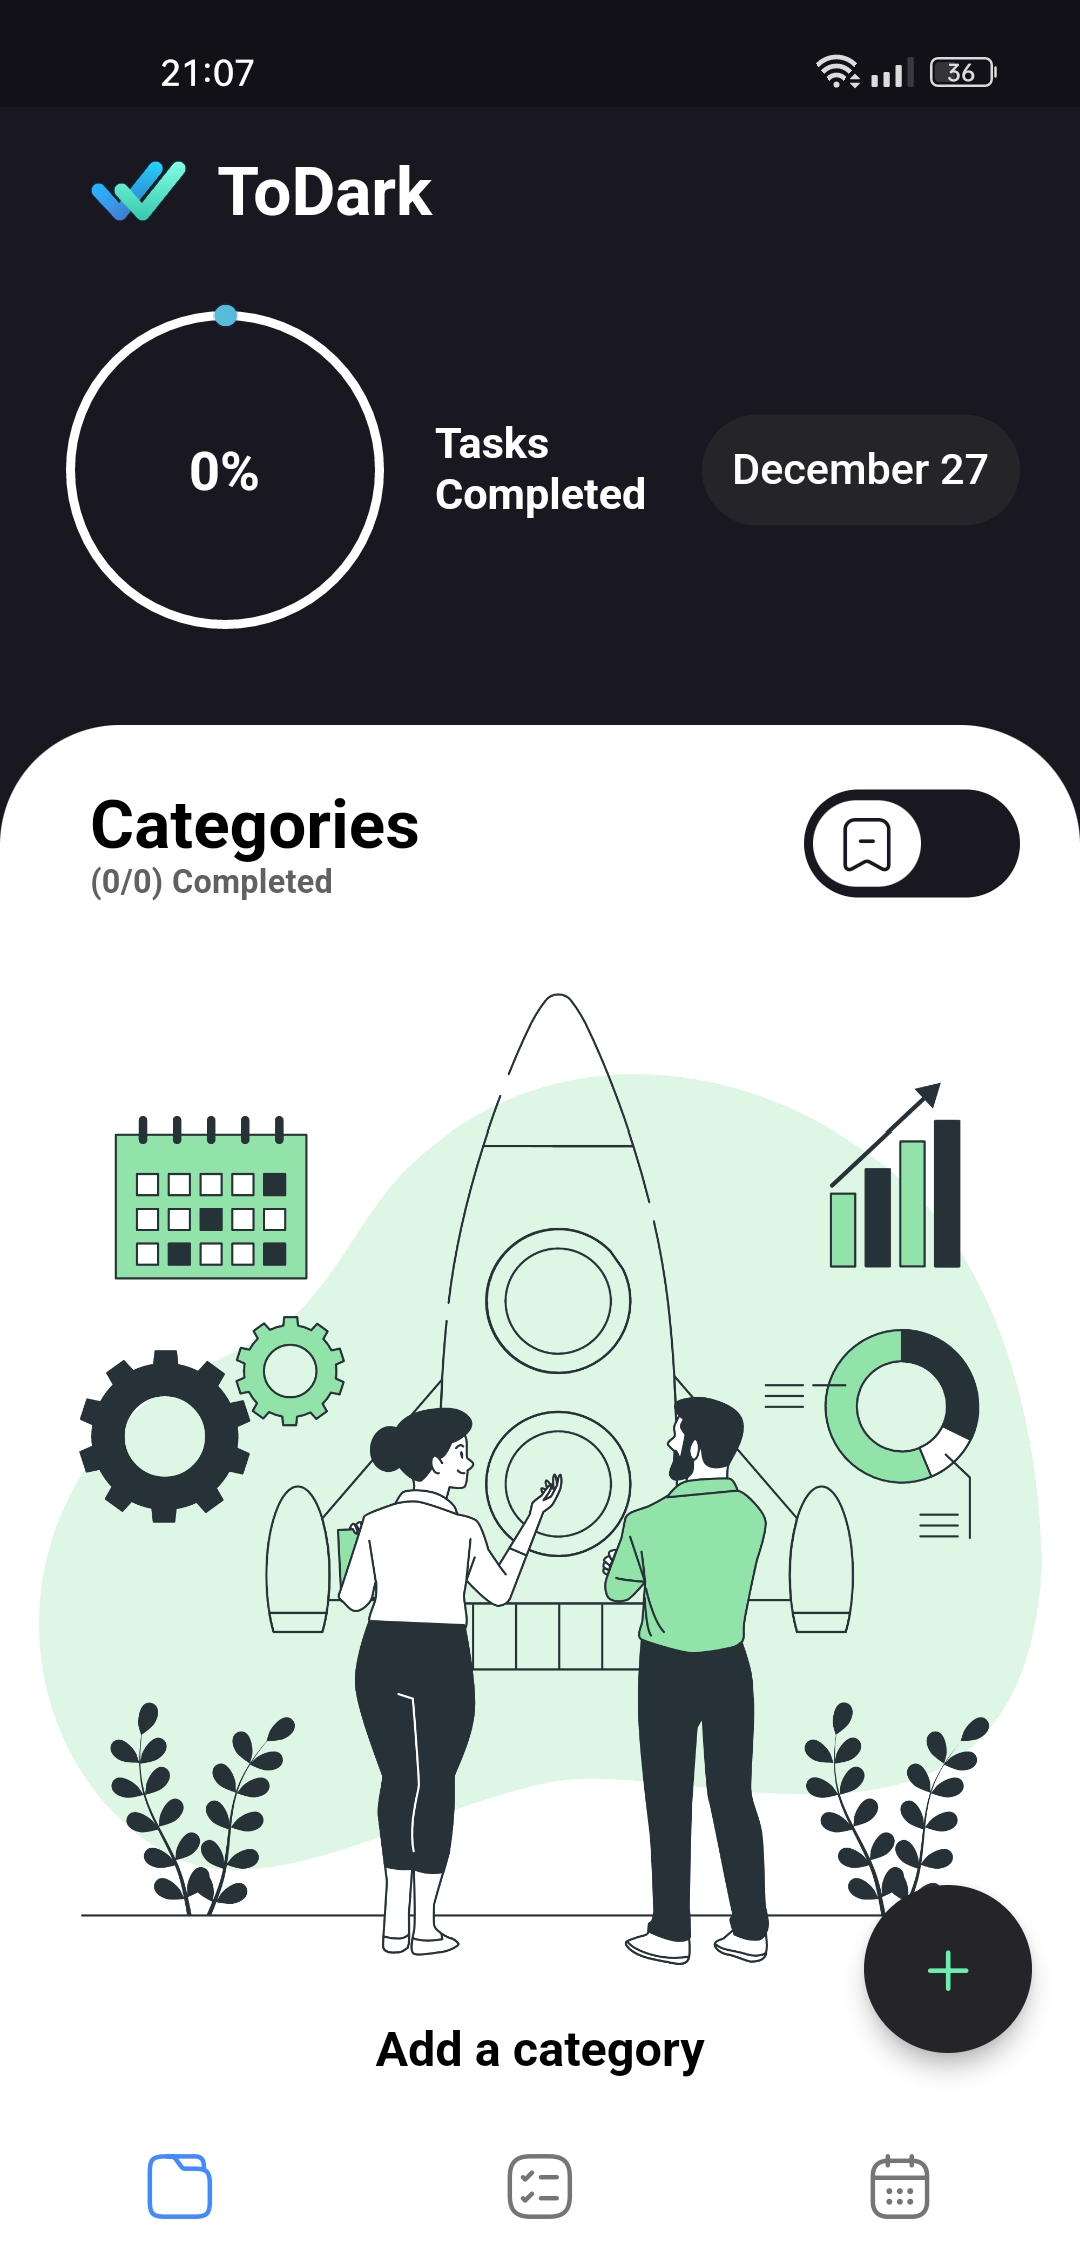 21:07
36
ToDark
0%
Tasks
Completed
December 27
Categories
(0/0) Completed
Add a category